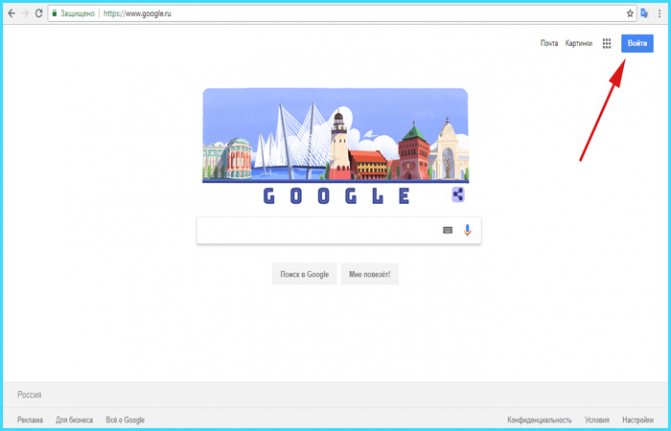 Защищено | https://www.google.ru
Почта Картинки Войти
GOOGLE
Поиск в Google Мне повезёт!
Россия
Реклама Для бизнеса Всё о Google Конфиденциальность Условия Настройки